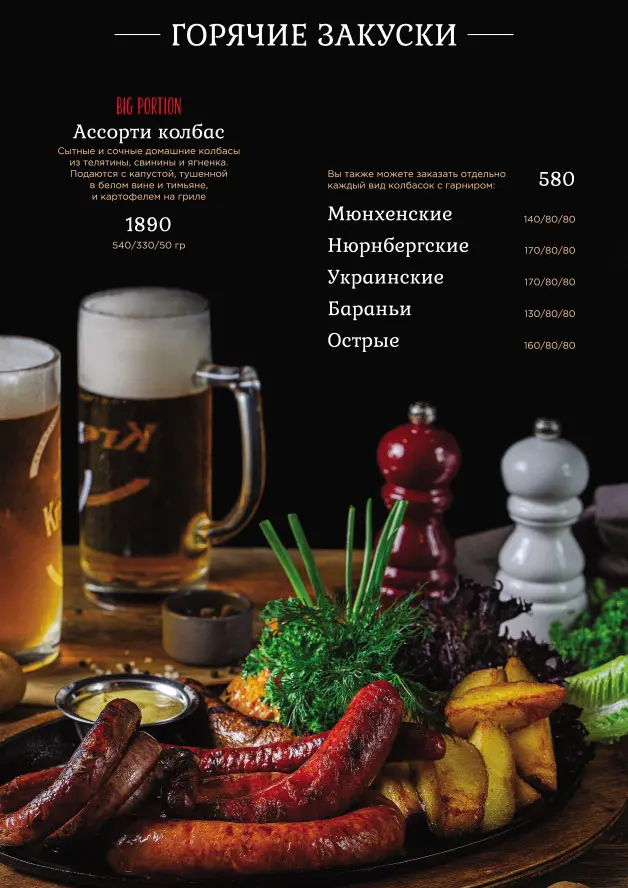 ГОРЯЧИЕ ЗАКУСКИ
BIG PORTION
Ассорти колбас
Сытные и сочные домашние колбасы
из телятины, свинины и ягненка.
Подаются с капустой, тушенной
в белом вине и тимьяне,
и картофелем на гриле
1890
540/330/50 гр
Вы также можете заказать отдельно
каждый вид колбасок с гарниром:
580
Мюнхенские 140/80/80
Нюрнбергские 170/80/80
Украинские 170/80/80
Бараньи 130/80/80
Острые 160/80/80